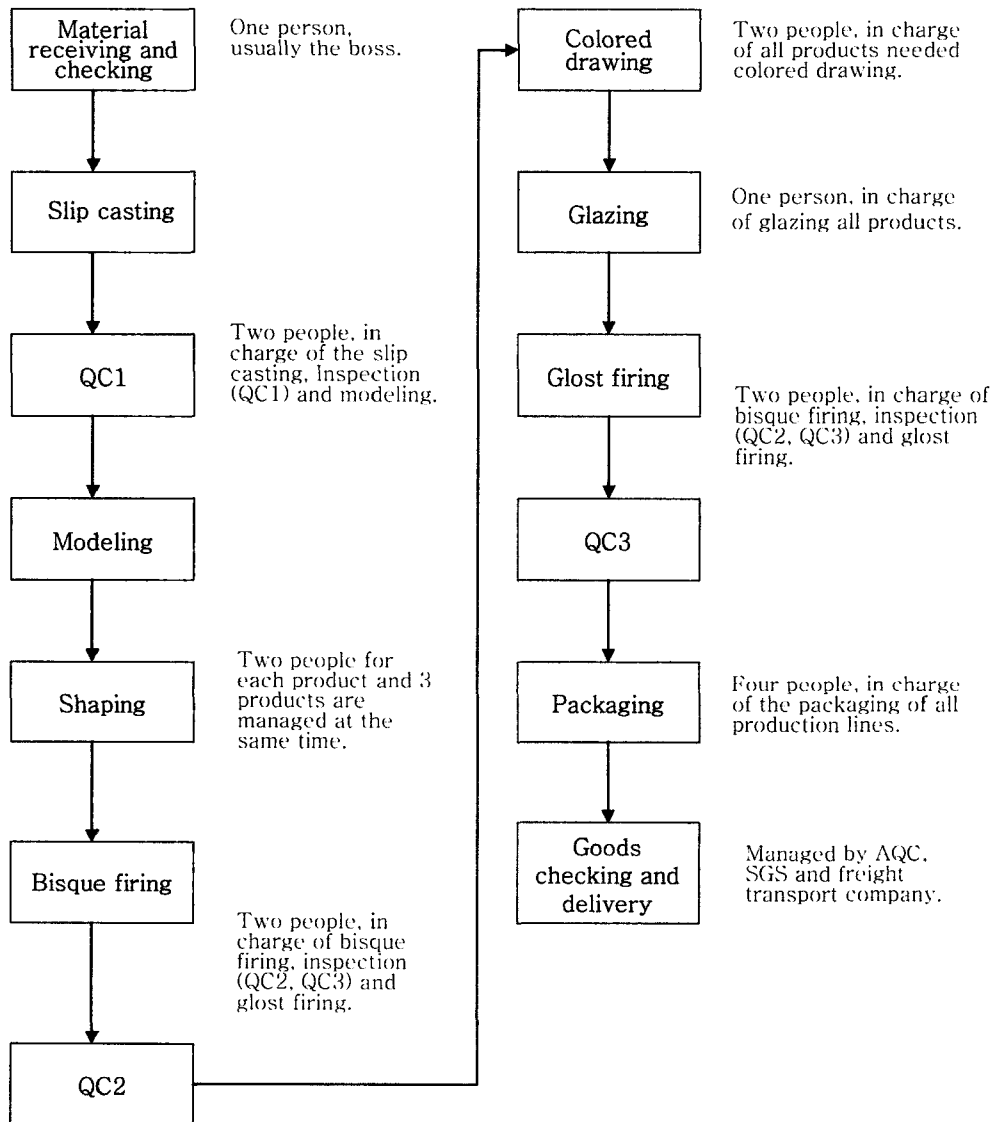 Material
receiving and
checking
One person,
usually the boss.
Slip casting
QC1
Two people, in
charge of the slip
casting, Inspection
(QC1) and modeling.
Modeling
Shaping
Two people for
each product and 3
products are
managed at the
same time.
Bisque firing
Two people, in
charge of bisque
firing, inspection
(QC2, QC3) and
glost firing.
QC2
Colored
drawing
Two people, in charge
of all products needed
colored drawing.
Glazing
One person, in charge
of glazing all products.
Glost firing
Two people, in charge of
bisque firing, inspection
(QC2, QC3) and glost
firing.
QC3
Packaging
Four people, in charge
of the packaging of all
production lines.
Goods
checking and
delivery
Managed by AQC,
SGS and freight
transport company.